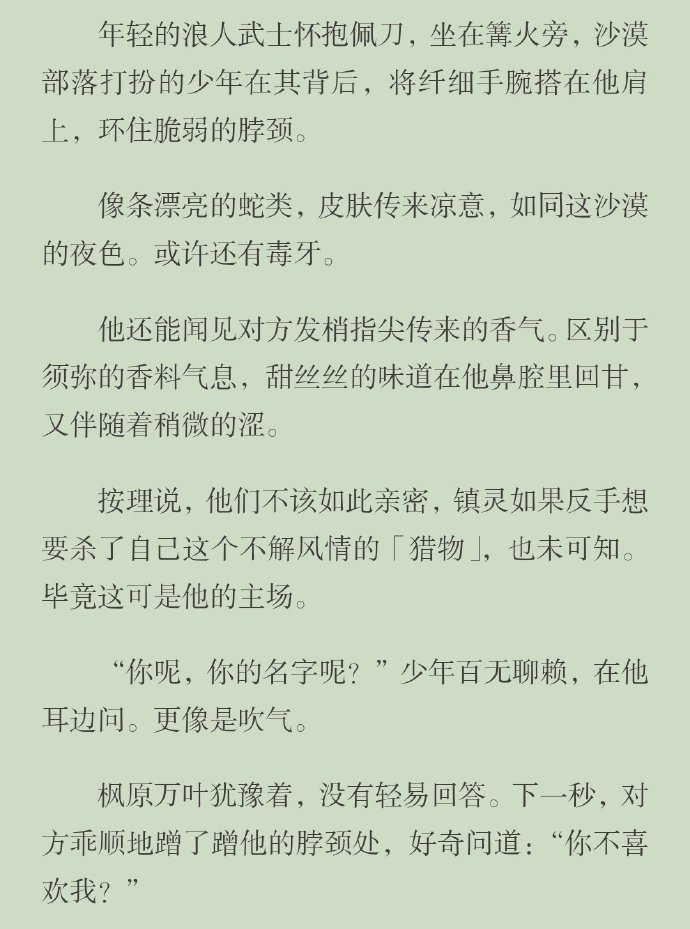 年轻的浪人武士怀抱佩刀，坐在篝火旁，沙漠
部落打扮的少年在其背后，将纤细手腕搭在他肩
上，环住脆弱的脖颈。
像条漂亮的蛇类，皮肤传来凉意，如同这沙漠
的夜色。或许还有毒牙。
他还能闻见对方发梢指尖传来的香气。区别于
须弥的香料气息，甜丝丝的味道在他鼻腔里回甘，
又伴随着稍微的涩。
按理说，他们不该如此亲密，镇灵如果反手想
要杀了自己这个不解风情的「猎物」，也未可知。
毕竟这可是他的主场。
“你呢，你的名字呢？”少年百无聊赖，在他
耳边问。更像是吹气。
枫原万叶犹豫着，没有轻易回答。下一秒，对
方乖顺地蹭了蹭他的脖颈处，好奇问道：“你不喜
欢我？”